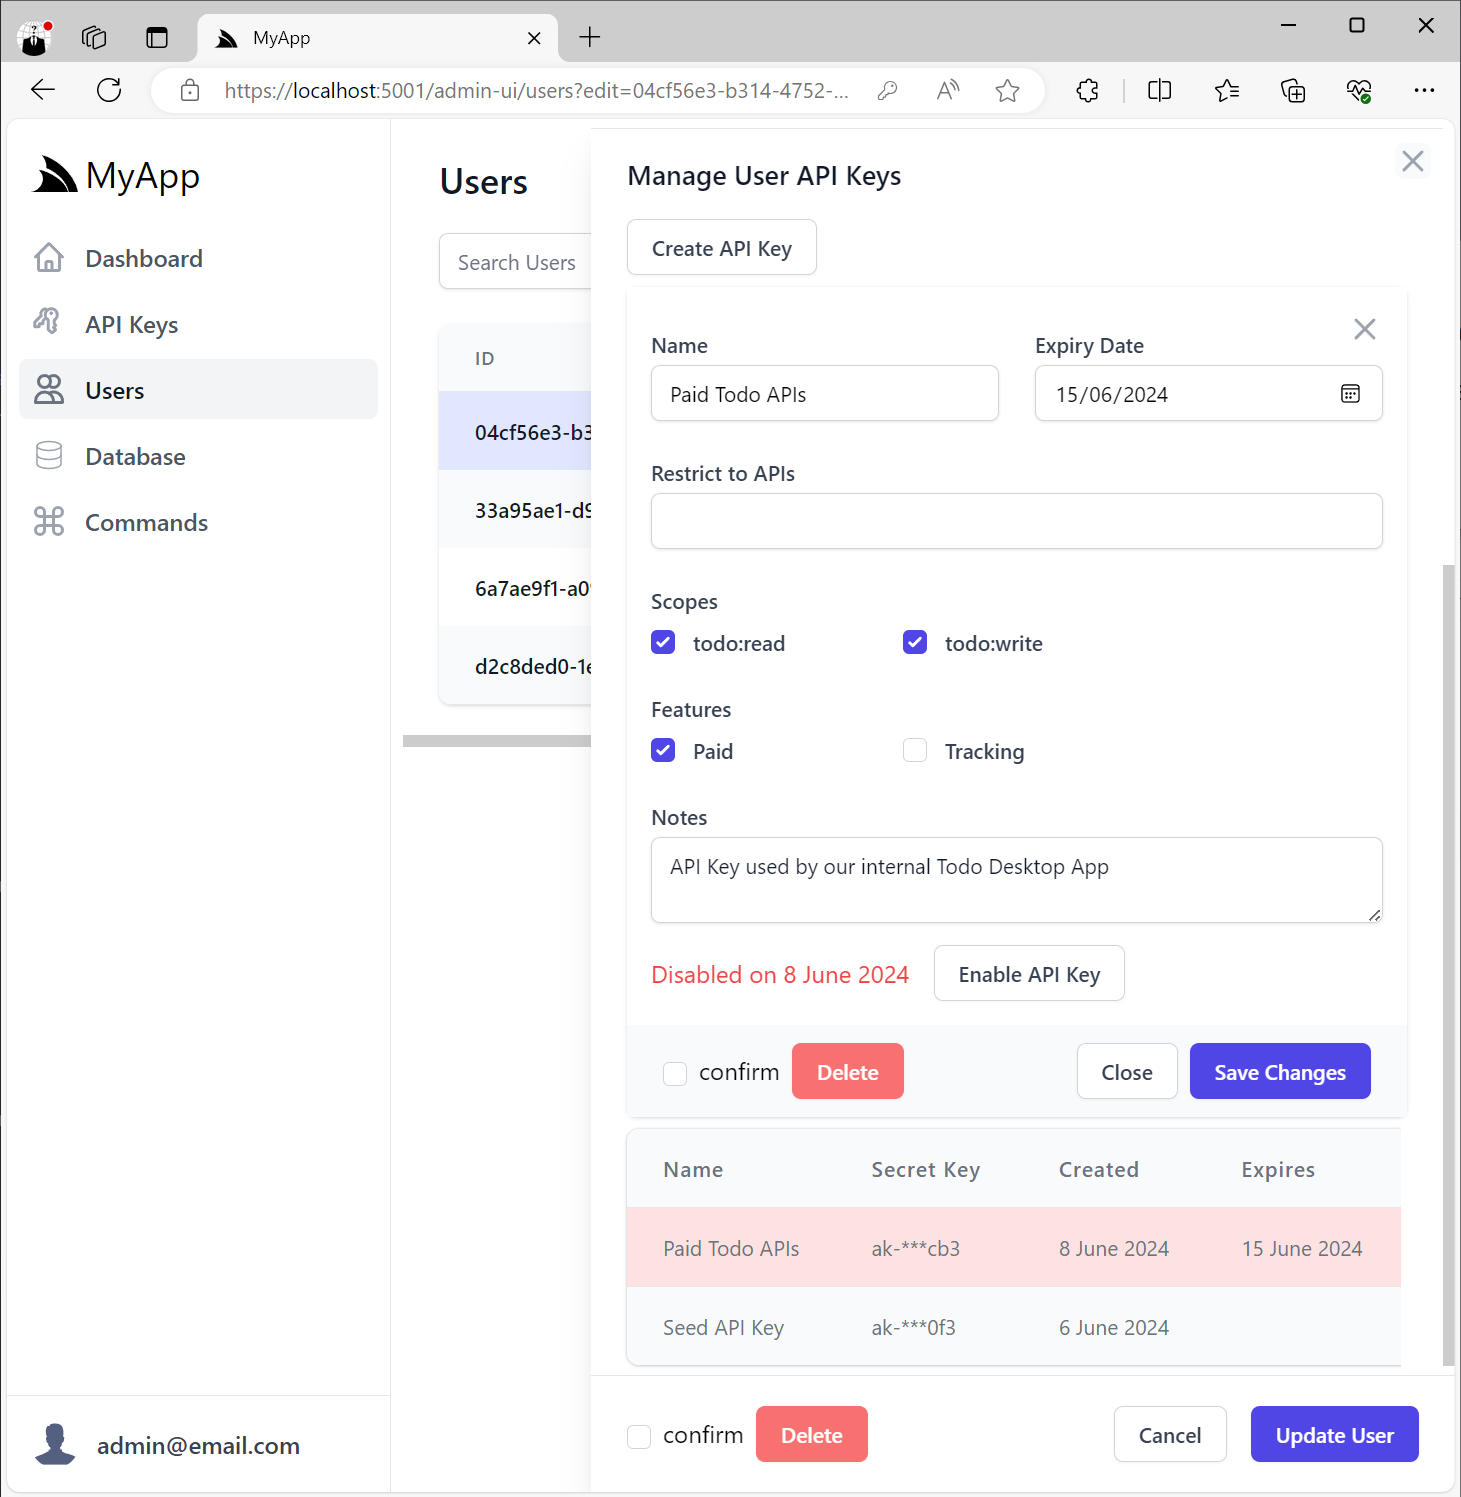 MyApp
https://localhost:5001/admin-ui/users?edit=04cf56e3-b314-4752-...
MyApp
Dashboard
API Keys
Users
Database
Commands
admin@email.com
Users
Search Users
ID
04cf56e3-b3
33a95ae1-d9
6a7ae9f1-a09
d2c8ded0-1e
Manage User API Keys
Create API Key
Name Expiry Date
Paid Todo APIs 15/06/2024
Restrict to APIs
Scopes
todo:read todo:write
Features
Paid Tracking
Notes
API Key used by our internal Todo Desktop App
Disabled on 8 June 2024 Enable API Key
confirm Delete Close Save Changes
Name Secret Key Created Expires
Paid Todo APIs ak-***cb3 8 June 2024 15 June 2024
Seed API Key ak-***0f3 6 June 2024
confirm Delete Cancel Update User